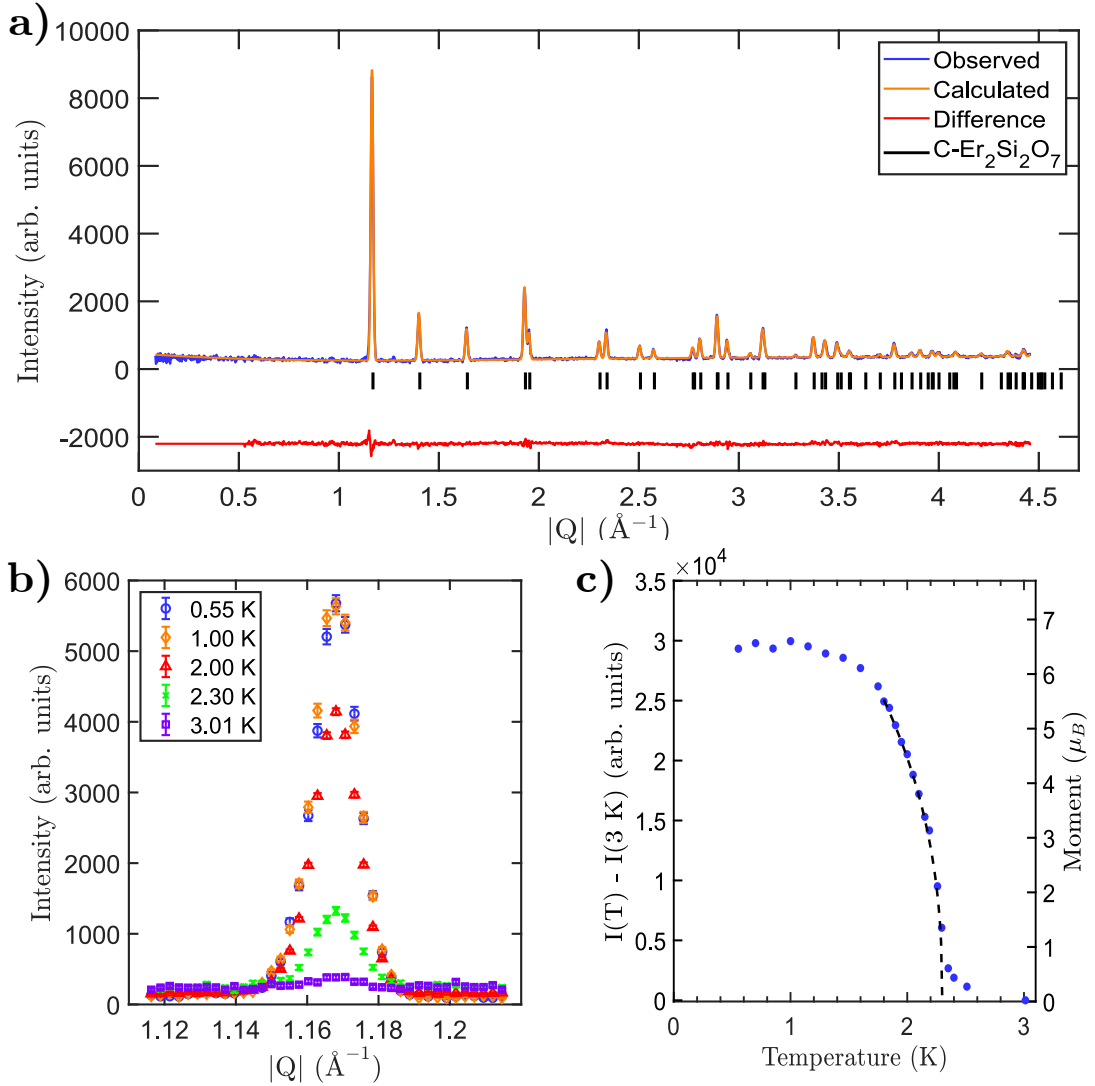 a)
10000
8000
6000
4000
2000
0
-2000
Intensity (arb. units)
Observed
Calculated
Difference
C-Er₂Si₂O₇
0 0.5 1 1.5 2 2.5 3 3.5 4 4.5
|Q| (Å⁻¹)
b)
6000
5000
4000
3000
2000
1000
0
Intensity (arb. units)
0.55 K
1.00 K
2.00 K
2.30 K
3.01 K
1.12 1.14 1.16 1.18 1.2
|Q| (Å⁻¹)
c)
×10⁴
3.5
3
2.5
2
1.5
1
0.5
0
I(T) - I(3 K) (arb. units)
7
6
5
4
3
2
1
0
Moment (μ_B)
0 1 2 3
Temperature (K)